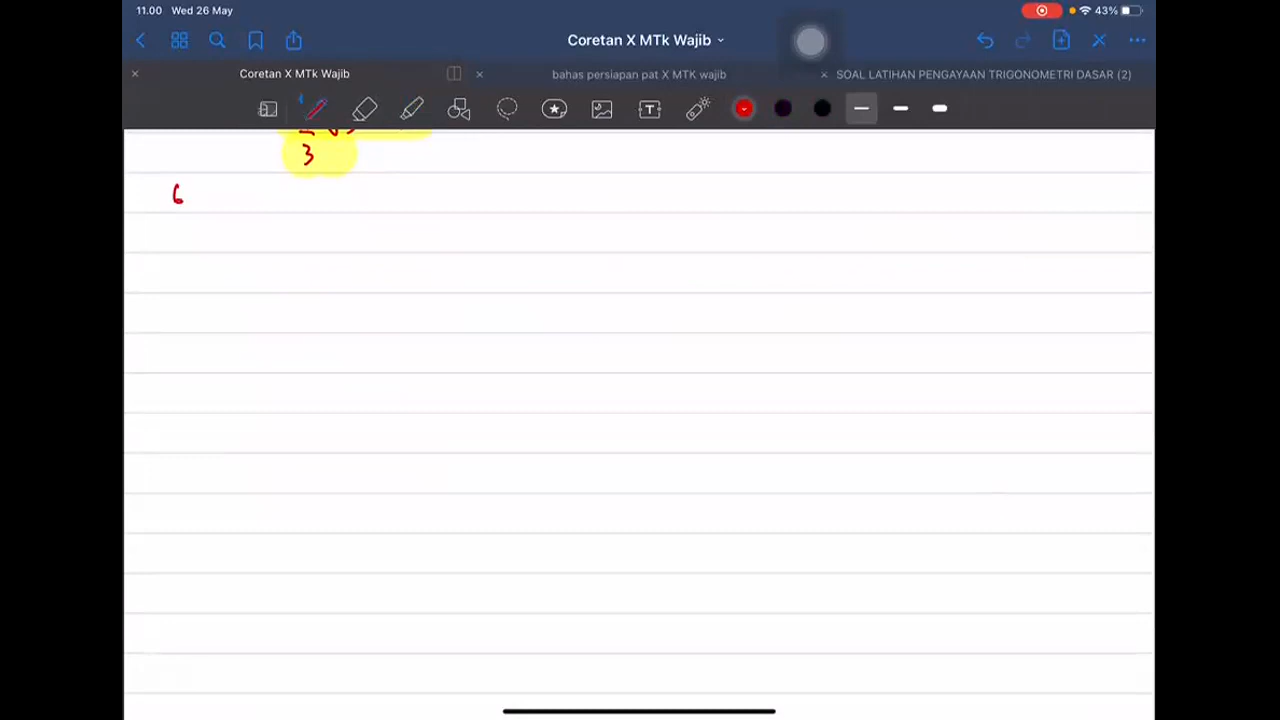 11.00 Wed 26 May 43%
Coretan X MTk Wajib
Coretan X MTk Wajib bahas persiapan pat X MTK wajib SOAL LATIHAN PENGAYAAN TRIGONOMETRI DASAR (2)
3
6